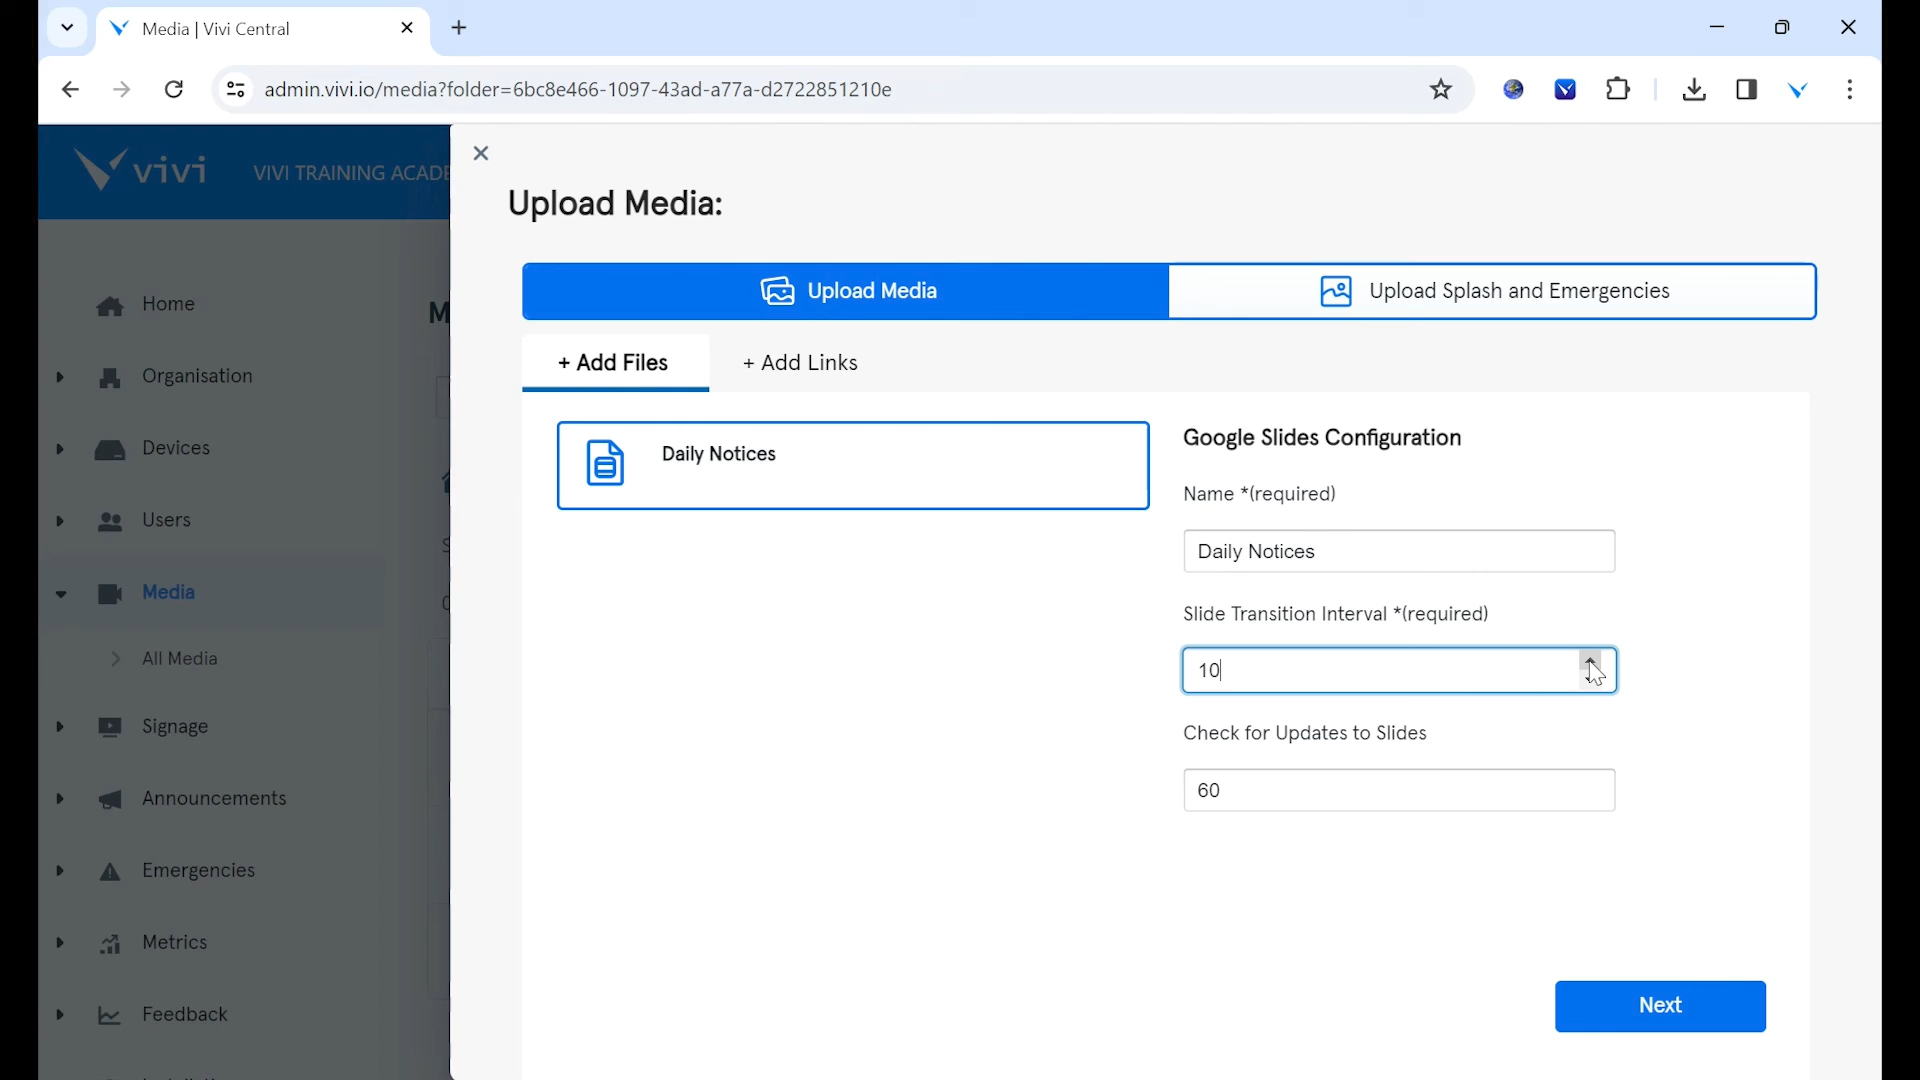 Media | Vivi Central
admin.vivi.io/media?folder=6bc8e466-1097-43ad-a77a-d2722851210e
vivi
VIVI TRAINING ACADE
Home
Organisation
Devices
Users
Media
All Media
Signage
Announcements
Emergencies
Metrics
Feedback
M
Upload Media:
Upload Media
Upload Splash and Emergencies
+ Add Files
+ Add Links
Daily Notices
Google Slides Configuration
Name *(required)
Daily Notices
Slide Transition Interval *(required)
10
Check for Updates to Slides
60
Next